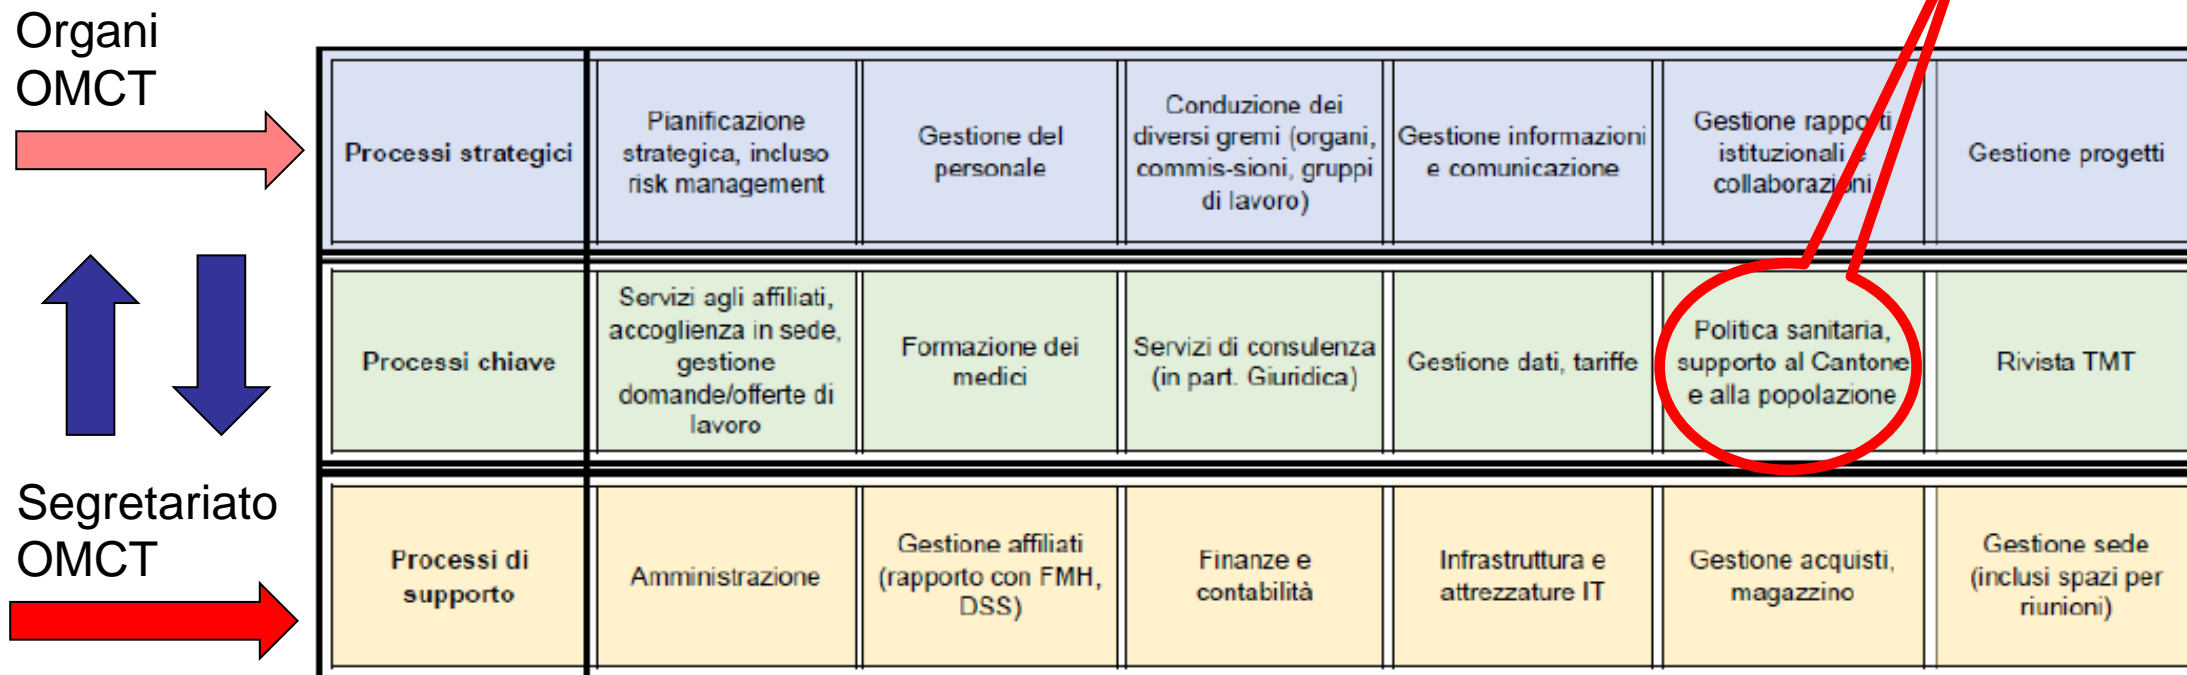 Organi
OMCT
Processi strategici
Pianificazione
strategica, incluso
risk management
Gestione del
personale
Conduzione dei
diversi gremi (organi,
commis-sioni, gruppi
di lavoro)
Gestione informazioni
e comunicazione
Gestione rapporti
istituzionali e
collaborazioni
Gestione progetti
Processi chiave
Servizi agli affiliati,
accoglienza in sede,
gestione
domande/offerte di
lavoro
Formazione dei
medici
Servizi di consulenza
(in part. Giuridica)
Gestione dati, tariffe
Politica sanitaria,
supporto al Cantone
e alla popolazione
Rivista TMT
Segretariato
OMCT
Processi di
supporto
Amministrazione
Gestione affiliati
(rapporto con FMH,
DSS)
Finanze e
contabilità
Infrastruttura e
attrezzature IT
Gestione acquisti,
magazzino
Gestione sede
(inclusi spazi per
riunioni)